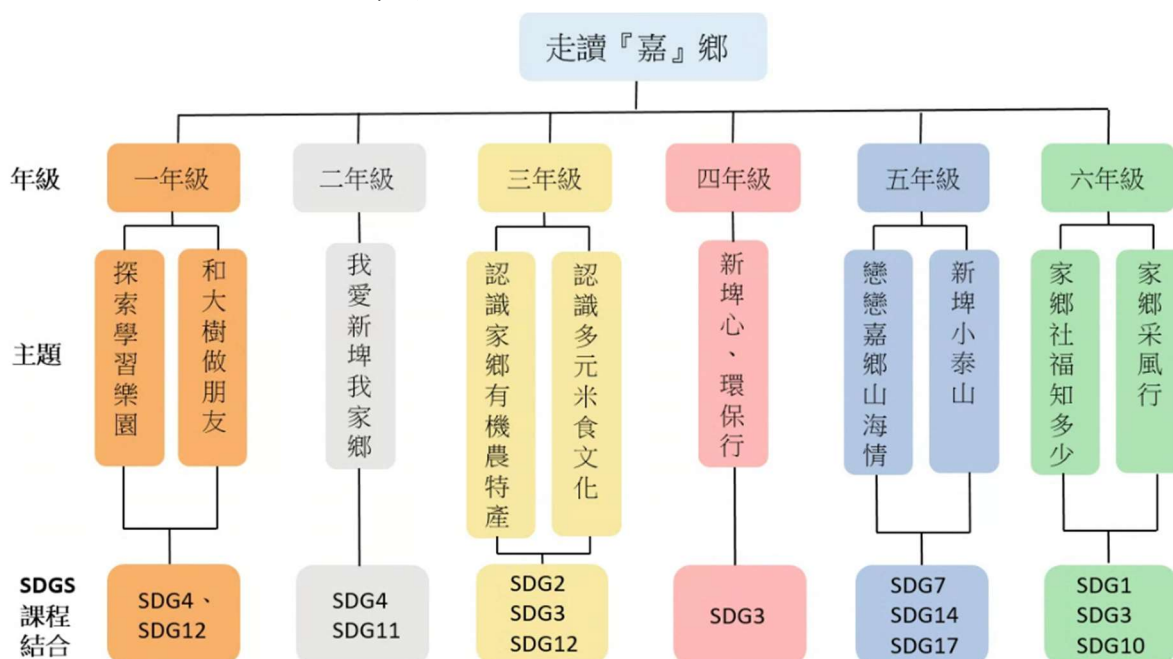 走讀『嘉』鄉
年級
一年級
二年級
三年級
四年級
五年級
六年級
主題
探索學習樂園
和大樹做朋友
我愛新埤我家鄉
認識家鄉有機農特產
認識多元米食文化
新埤心、環保行
戀戀嘉鄉山海情
新埤小泰山
家鄉社福知多少
家鄉采風行
SDGS
課程
結合
SDG4、
SDG12
SDG4
SDG11
SDG2
SDG3
SDG12
SDG3
SDG7
SDG14
SDG17
SDG1
SDG3
SDG10